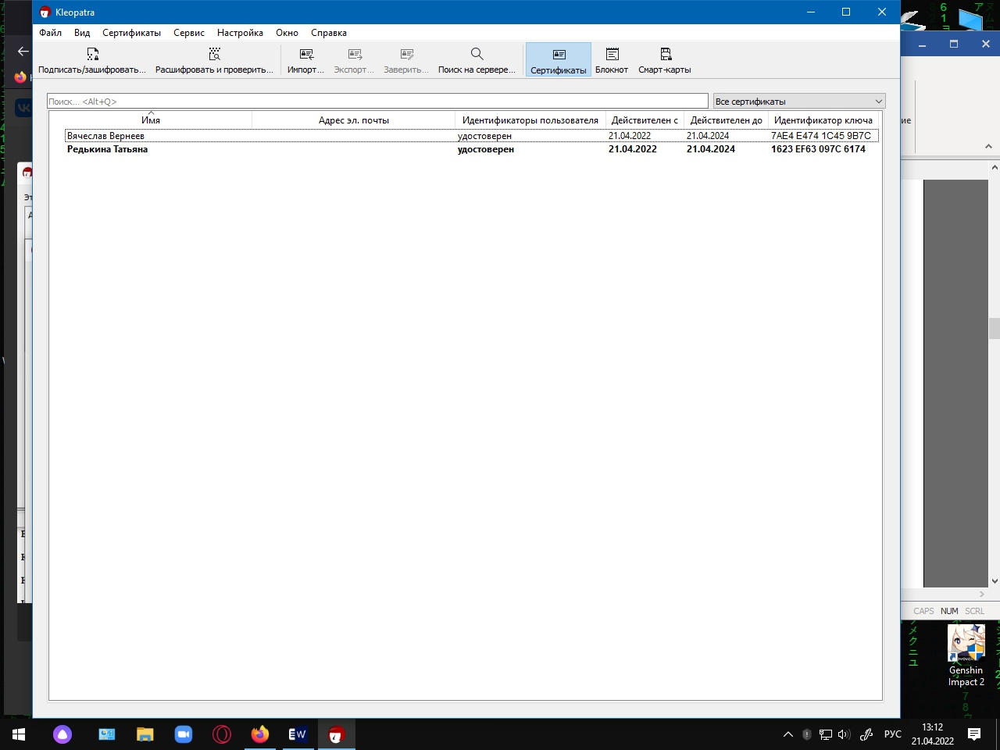 Kleopatra
Файл Вид Сертификаты Сервис Настройка Окно Справка
Подписать/зашифровать... Расшифровать и проверить... Импорт... Экспорт... Заверить... Поиск на сервере... Сертификаты Блокнот Смарт-карты
Поиск... <Alt+Q> Все сертификаты
Имя Адрес эл. почты Идентификаторы пользователя Действителен с Действителен до Идентификатор ключа
Вячеслав Вернеев удостоверен 21.04.2022 21.04.2024 7AE4 E474 1C45 9B7C
Редькина Татьяна удостоверен 21.04.2022 21.04.2024 1623 EF63 097C 6174
CAPS NUM SCRL
Genshin
Impact 2
РУС 13:12
21.04.2022